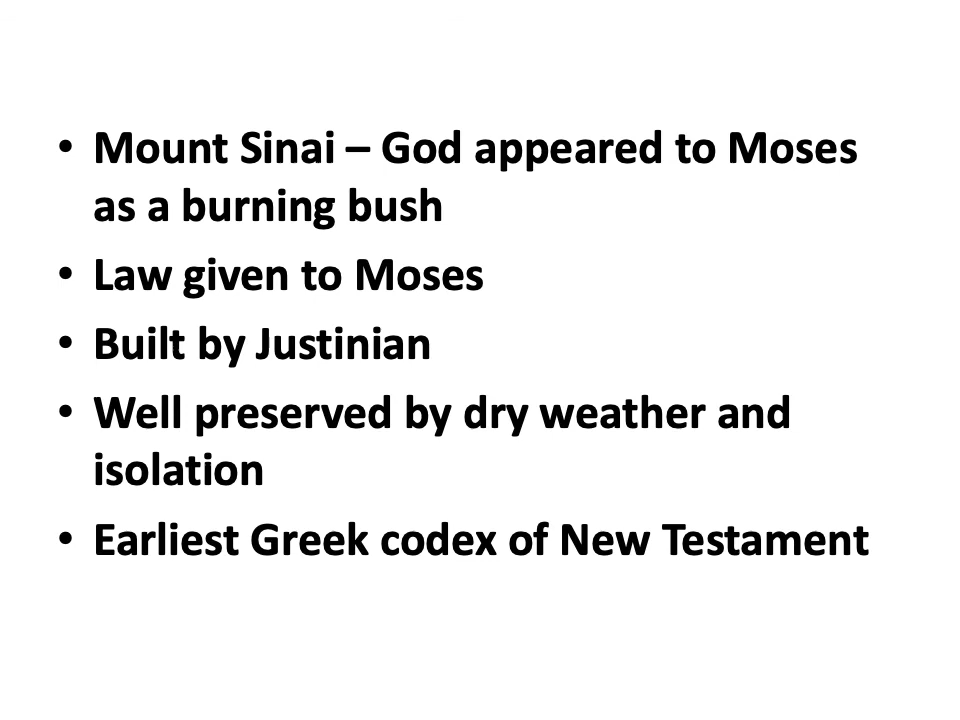 • Mount Sinai – God appeared to Moses
as a burning bush
• Law given to Moses
• Built by Justinian
• Well preserved by dry weather and
isolation
• Earliest Greek codex of New Testament